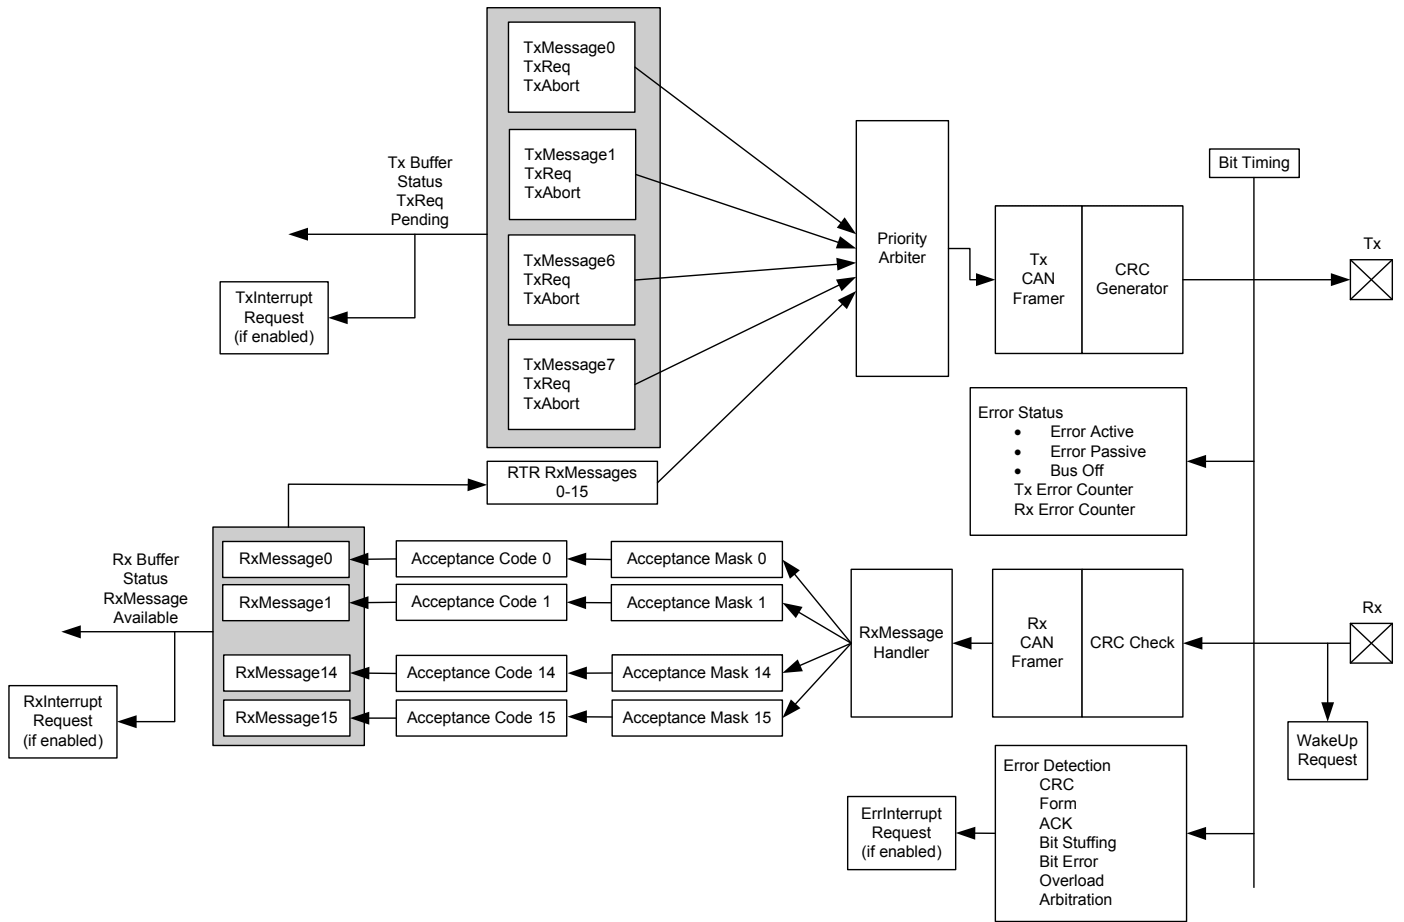 TxMessage0
TxReq
TxAbort
TxMessage1
TxReq
TxAbort
TxMessage6
TxReq
TxAbort
TxMessage7
TxReq
TxAbort
Tx Buffer
Status
TxReq
Pending
TxInterrupt
Request
(if enabled)
Priority
Arbiter
Tx
CAN
Framer
CRC
Generator
Bit Timing
Tx
Error Status
• Error Active
• Error Passive
• Bus Off
Tx Error Counter
Rx Error Counter
RTR RxMessages
0-15
Rx Buffer
Status
RxMessage
Available
RxInterrupt
Request
(if enabled)
RxMessage0
Acceptance Code 0
Acceptance Mask 0
RxMessage1
Acceptance Code 1
Acceptance Mask 1
RxMessage14
Acceptance Code 14
Acceptance Mask 14
RxMessage15
Acceptance Code 15
Acceptance Mask 15
RxMessage
Handler
Rx
CAN
Framer
CRC Check
Rx
WakeUp
Request
ErrInterrupt
Request
(if enabled)
Error Detection
CRC
Form
ACK
Bit Stuffing
Bit Error
Overload
Arbitration